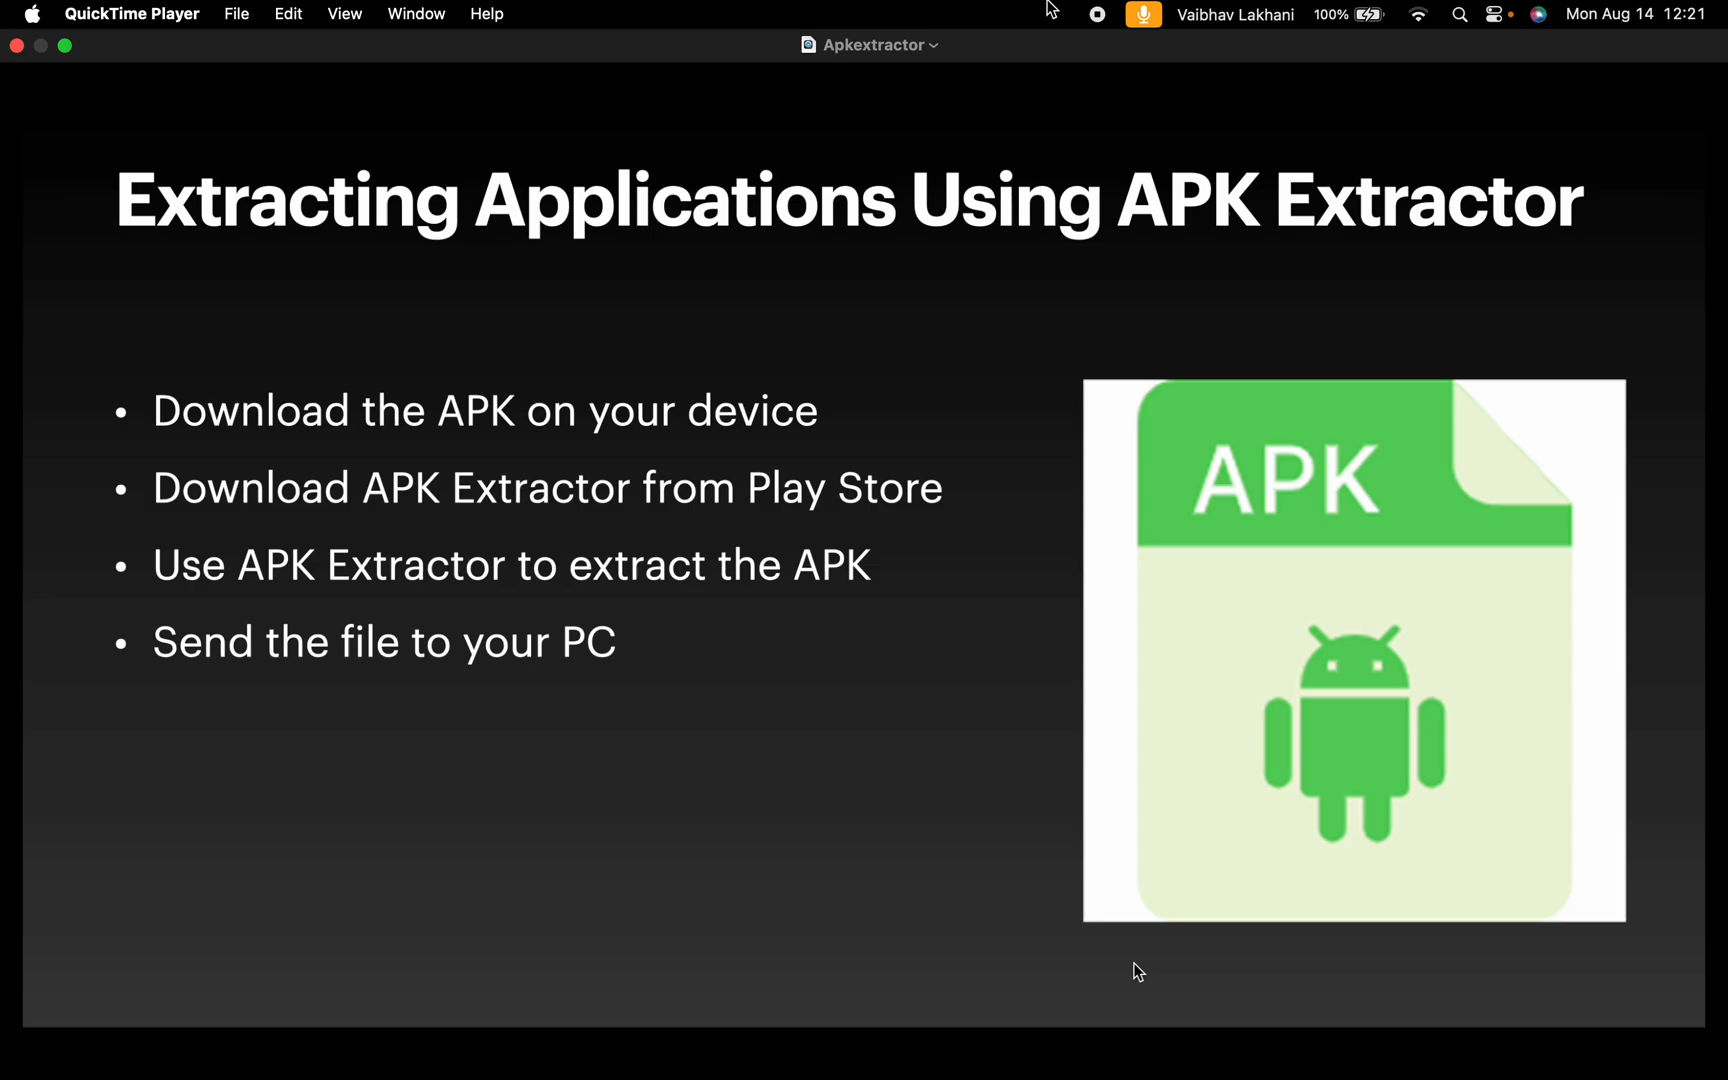 QuickTime Player File Edit View Window Help Vaibhav Lakhani 100% Mon Aug 14 12:21
Apkextractor
Extracting Applications Using APK Extractor
• Download the APK on your device
• Download APK Extractor from Play Store
• Use APK Extractor to extract the APK
• Send the file to your PC
APK